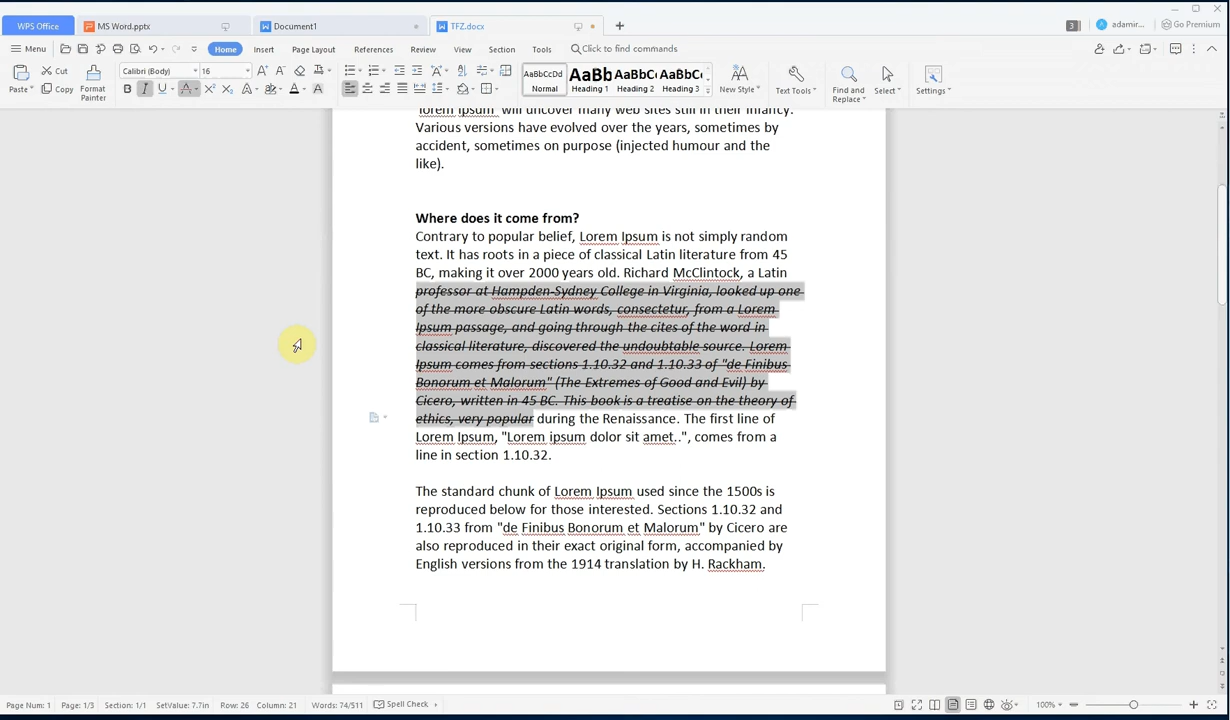 WPS Office
MS Word.pptx
Document1
TFZ.docx
3
adamir...
Go Premium
Menu
Home
Insert
Page Layout
References
Review
View
Section
Tools
Click to find commands
Paste
Cut
Copy
Format
Painter
Calibri (Body)
16
B I U
AaBbCcDd
Normal
AaBb
Heading 1
AaBbC
Heading 2
AaBbC
Heading 3
New Style
Text Tools
Find and
Replace
Select
Settings
'lorem ipsum' will uncover many web sites still in their infancy.
Various versions have evolved over the years, sometimes by
accident, sometimes on purpose (injected humour and the
like).
Where does it come from?
Contrary to popular belief, Lorem Ipsum is not simply random
text. It has roots in a piece of classical Latin literature from 45
BC, making it over 2000 years old. Richard McClintock, a Latin
professor at Hampden-Sydney College in Virginia, looked up one
of the more obscure Latin words, consectetur, from a Lorem
Ipsum passage, and going through the cites of the word in
classical literature, discovered the undoubtable source. Lorem
Ipsum comes from sections 1.10.32 and 1.10.33 of "de Finibus
Bonorum et Malorum" (The Extremes of Good and Evil) by
Cicero, written in 45 BC. This book is a treatise on the theory of
ethics, very popular during the Renaissance. The first line of
Lorem Ipsum, "Lorem ipsum dolor sit amet..", comes from a
line in section 1.10.32.
The standard chunk of Lorem Ipsum used since the 1500s is
reproduced below for those interested. Sections 1.10.32 and
1.10.33 from "de Finibus Bonorum et Malorum" by Cicero are
also reproduced in their exact original form, accompanied by
English versions from the 1914 translation by H. Rackham.
Page Num: 1 Page: 1/3 Section: 1/1 SetValue: 7.7in Row: 26 Column: 21 Words: 74/511 Spell Check 100%